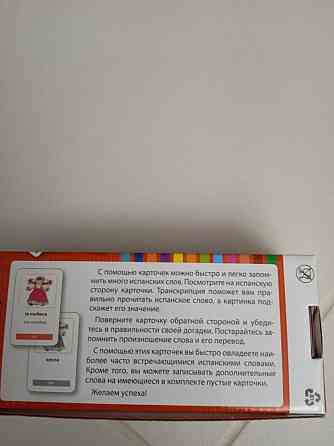 С помощью карточек можно быстро и легко запом-
нить много испанских слов. Посмотрите на испанскую
сторону карточки. Транскрипция поможет вам пра-
вильно прочитать испанское слово, а картинка под-
скажет его значение.
Поверните карточку обратной стороной и убеди-
тесь в правильности своей догадки. Постарайтесь за-
помнить произношение слова и его перевод.
С помощью этих карточек вы быстро овладеете наи-
более часто встречающимися испанскими словами.
Кроме того, вы можете записывать дополнительные
слова на имеющиеся в комплекте пустые карточки.
Желаем успеха!
la muñeca
кукла